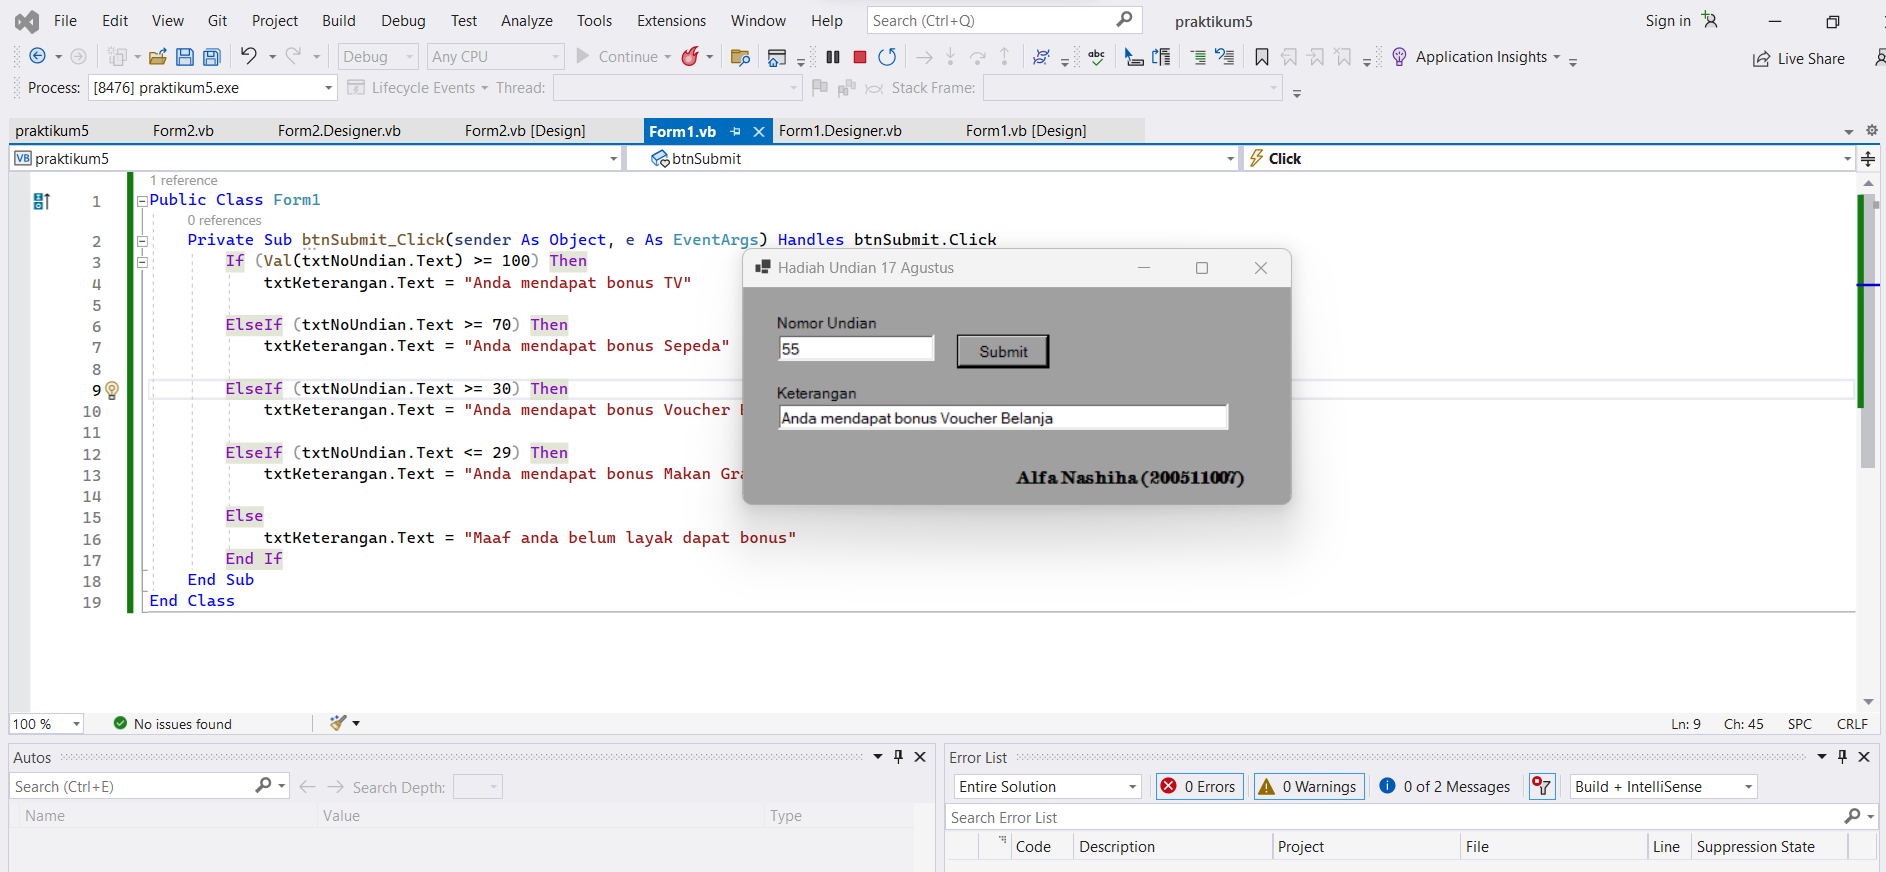 File Edit View Git Project Build Debug Test Analyze Tools Extensions Window Help Search (Ctrl+Q) praktikum5 Sign in
Debug Any CPU Continue abc Application Insights Live Share
Process: [8476] praktikum5.exe Lifecycle Events Thread: Stack Frame:
praktikum5 Form2.vb Form2.Designer.vb Form2.vb [Design] Form1.vb Form1.Designer.vb Form1.vb [Design]
VB praktikum5 btnSubmit Click
1 reference
1 Public Class Form1
0 references
2 Private Sub btnSubmit_Click(sender As Object, e As EventArgs) Handles btnSubmit.Click
3 If (Val(txtNoUndian.Text) >= 100) Then
4 txtKeterangan.Text = "Anda mendapat bonus TV"
5
6 ElseIf (txtNoUndian.Text >= 70) Then
7 txtKeterangan.Text = "Anda mendapat bonus Sepeda"
8
9 ElseIf (txtNoUndian.Text >= 30) Then
10 txtKeterangan.Text = "Anda mendapat bonus Voucher
11
12 ElseIf (txtNoUndian.Text <= 29) Then
13 txtKeterangan.Text = "Anda mendapat bonus Makan Gra
14
15 Else
16 txtKeterangan.Text = "Maaf anda belum layak dapat bonus"
17 End If
18 End Sub
19 End Class
Hadiah Undian 17 Agustus
Nomor Undian
55 Submit
Keterangan
Anda mendapat bonus Voucher Belanja
Alfa Nashiha (200511007)
100 % No issues found Ln: 9 Ch: 45 SPC CRLF
Autos
Search (Ctrl+E) Search Depth:
Name Value Type
Error List
Entire Solution 0 Errors 0 Warnings 0 of 2 Messages Build + IntelliSense
Search Error List
Code Description Project File Line Suppression State